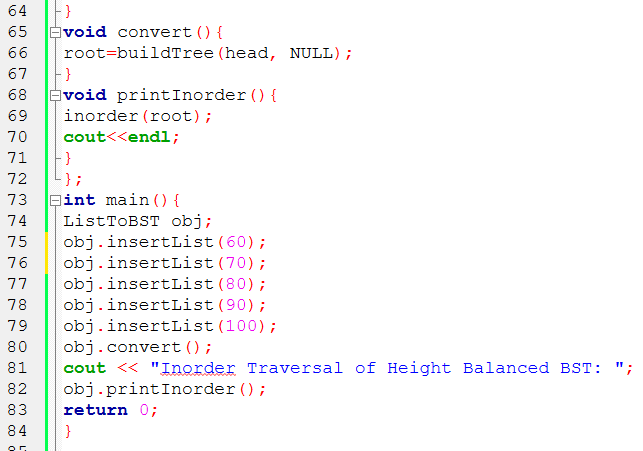 64 }
65 void convert(){
66 root=buildTree(head, NULL);
67 }
68 void printInorder(){
69 inorder(root);
70 cout<<endl;
71 }
72 };
73 int main(){
74 ListToBST obj;
75 obj.insertList(60);
76 obj.insertList(70);
77 obj.insertList(80);
78 obj.insertList(90);
79 obj.insertList(100);
80 obj.convert();
81 cout << "Inorder Traversal of Height Balanced BST: ";
82 obj.printInorder();
83 return 0;
84 }
85